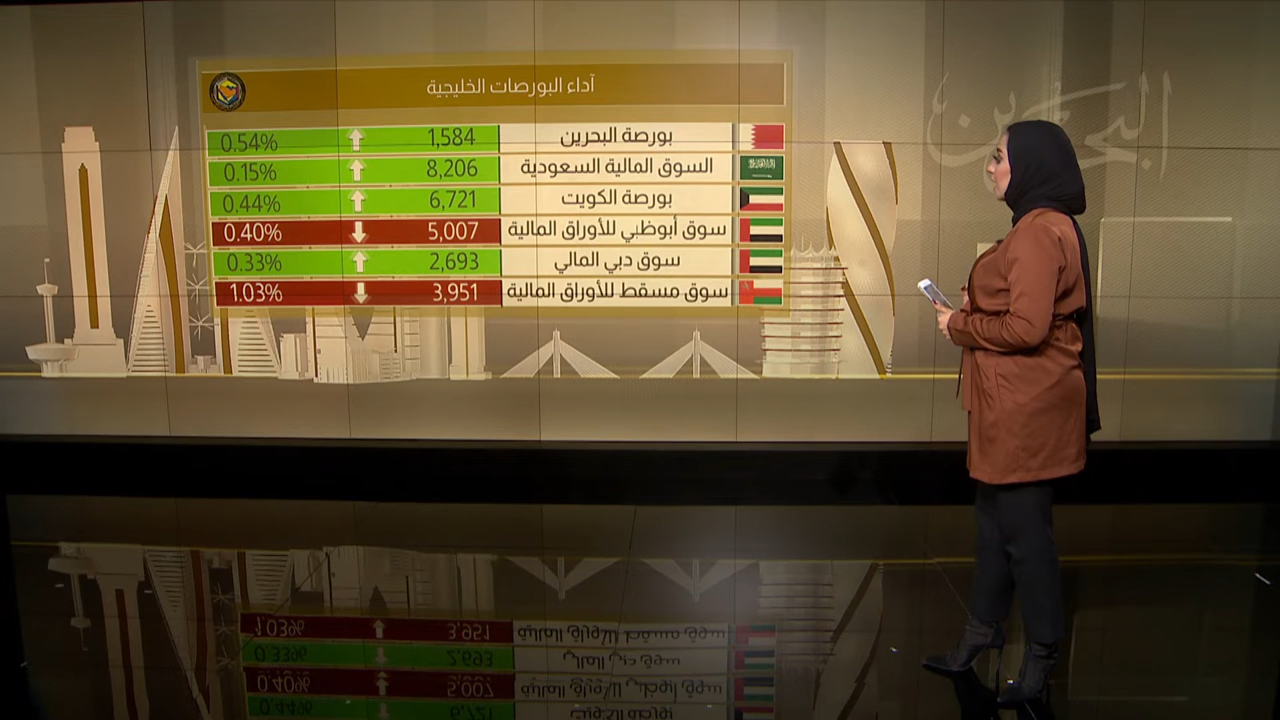 آداء البورصات الخليجية
بورصة البحرين 1,584 0.54%
السوق المالية السعودية 8,206 0.15%
بورصة الكويت 6,721 0.44%
سوق أبوظبي للأوراق المالية 5,007 0.40%
سوق دبي المالي 2,693 0.33%
سوق مسقط للأوراق المالية 3,951 1.03%
البحرين